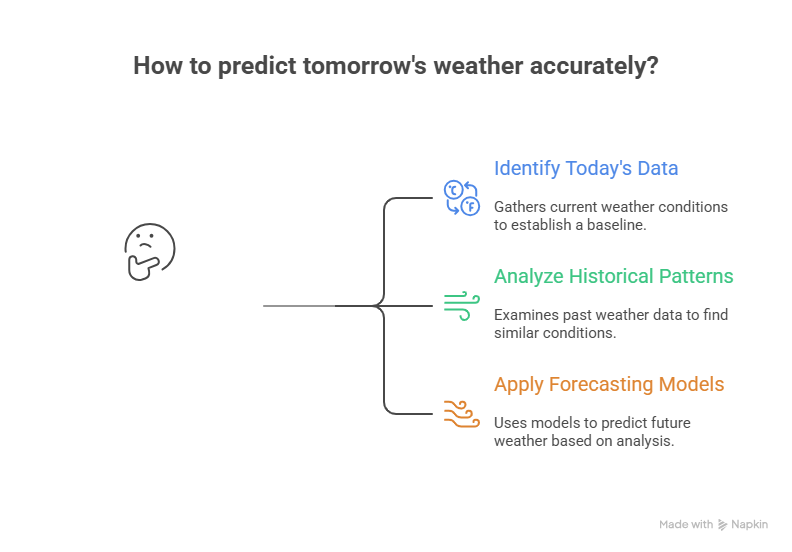 How to predict tomorrow's weather accurately?
Identify Today's Data
°C
°F
Gathers current weather conditions
to establish a baseline.
Analyze Historical Patterns
Examines past weather data to find
similar conditions.
Apply Forecasting Models
Uses models to predict future
weather based on analysis.
Made with Napkin